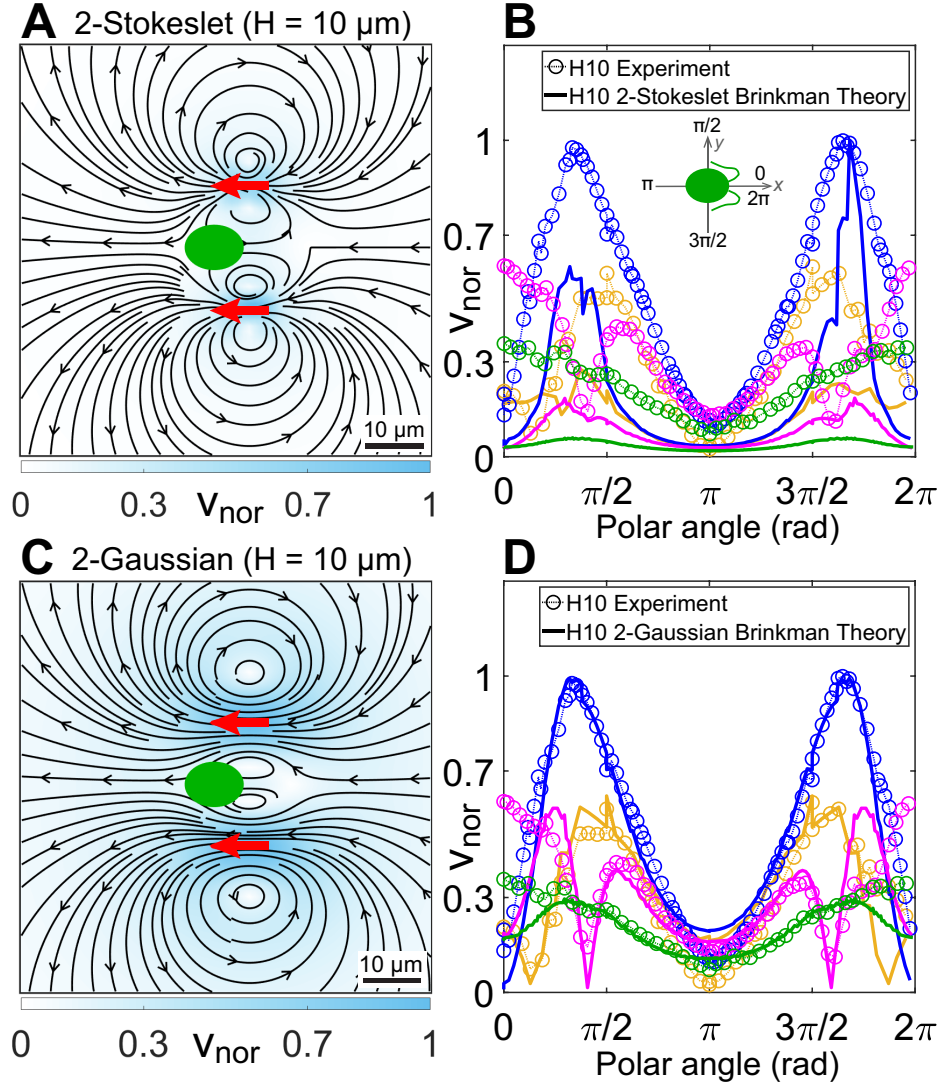 A 2-Stokeslet (H = 10 μm)
10 μm
0 0.3 0.7 1
v_nor
B
H10 Experiment
H10 2-Stokeslet Brinkman Theory
π/2
y
π
0
2π
x
3π/2
v_nor
1
0.7
0.3
0
0 π/2 π 3π/2 2π
Polar angle (rad)
C 2-Gaussian (H = 10 μm)
10 μm
0 0.3 0.7 1
v_nor
D
H10 Experiment
H10 2-Gaussian Brinkman Theory
v_nor
1
0.7
0.3
0
0 π/2 π 3π/2 2π
Polar angle (rad)